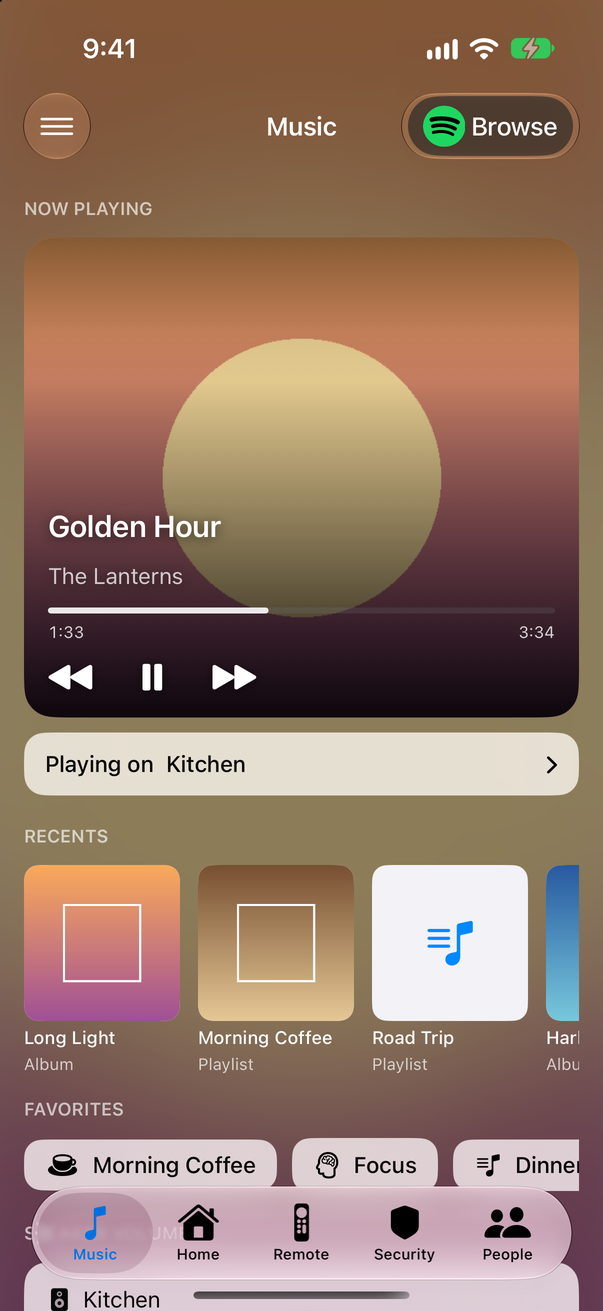 9:41
Music
Browse
NOW PLAYING
Golden Hour
The Lanterns
1:33
3:34
Playing on Kitchen
RECENTS
Long Light
Morning Coffee
Road Trip
Album
Playlist
Playlist
FAVORITES
Morning Coffee
Focus
Dinner
Music
Home
Remote
Security
People
Kitchen